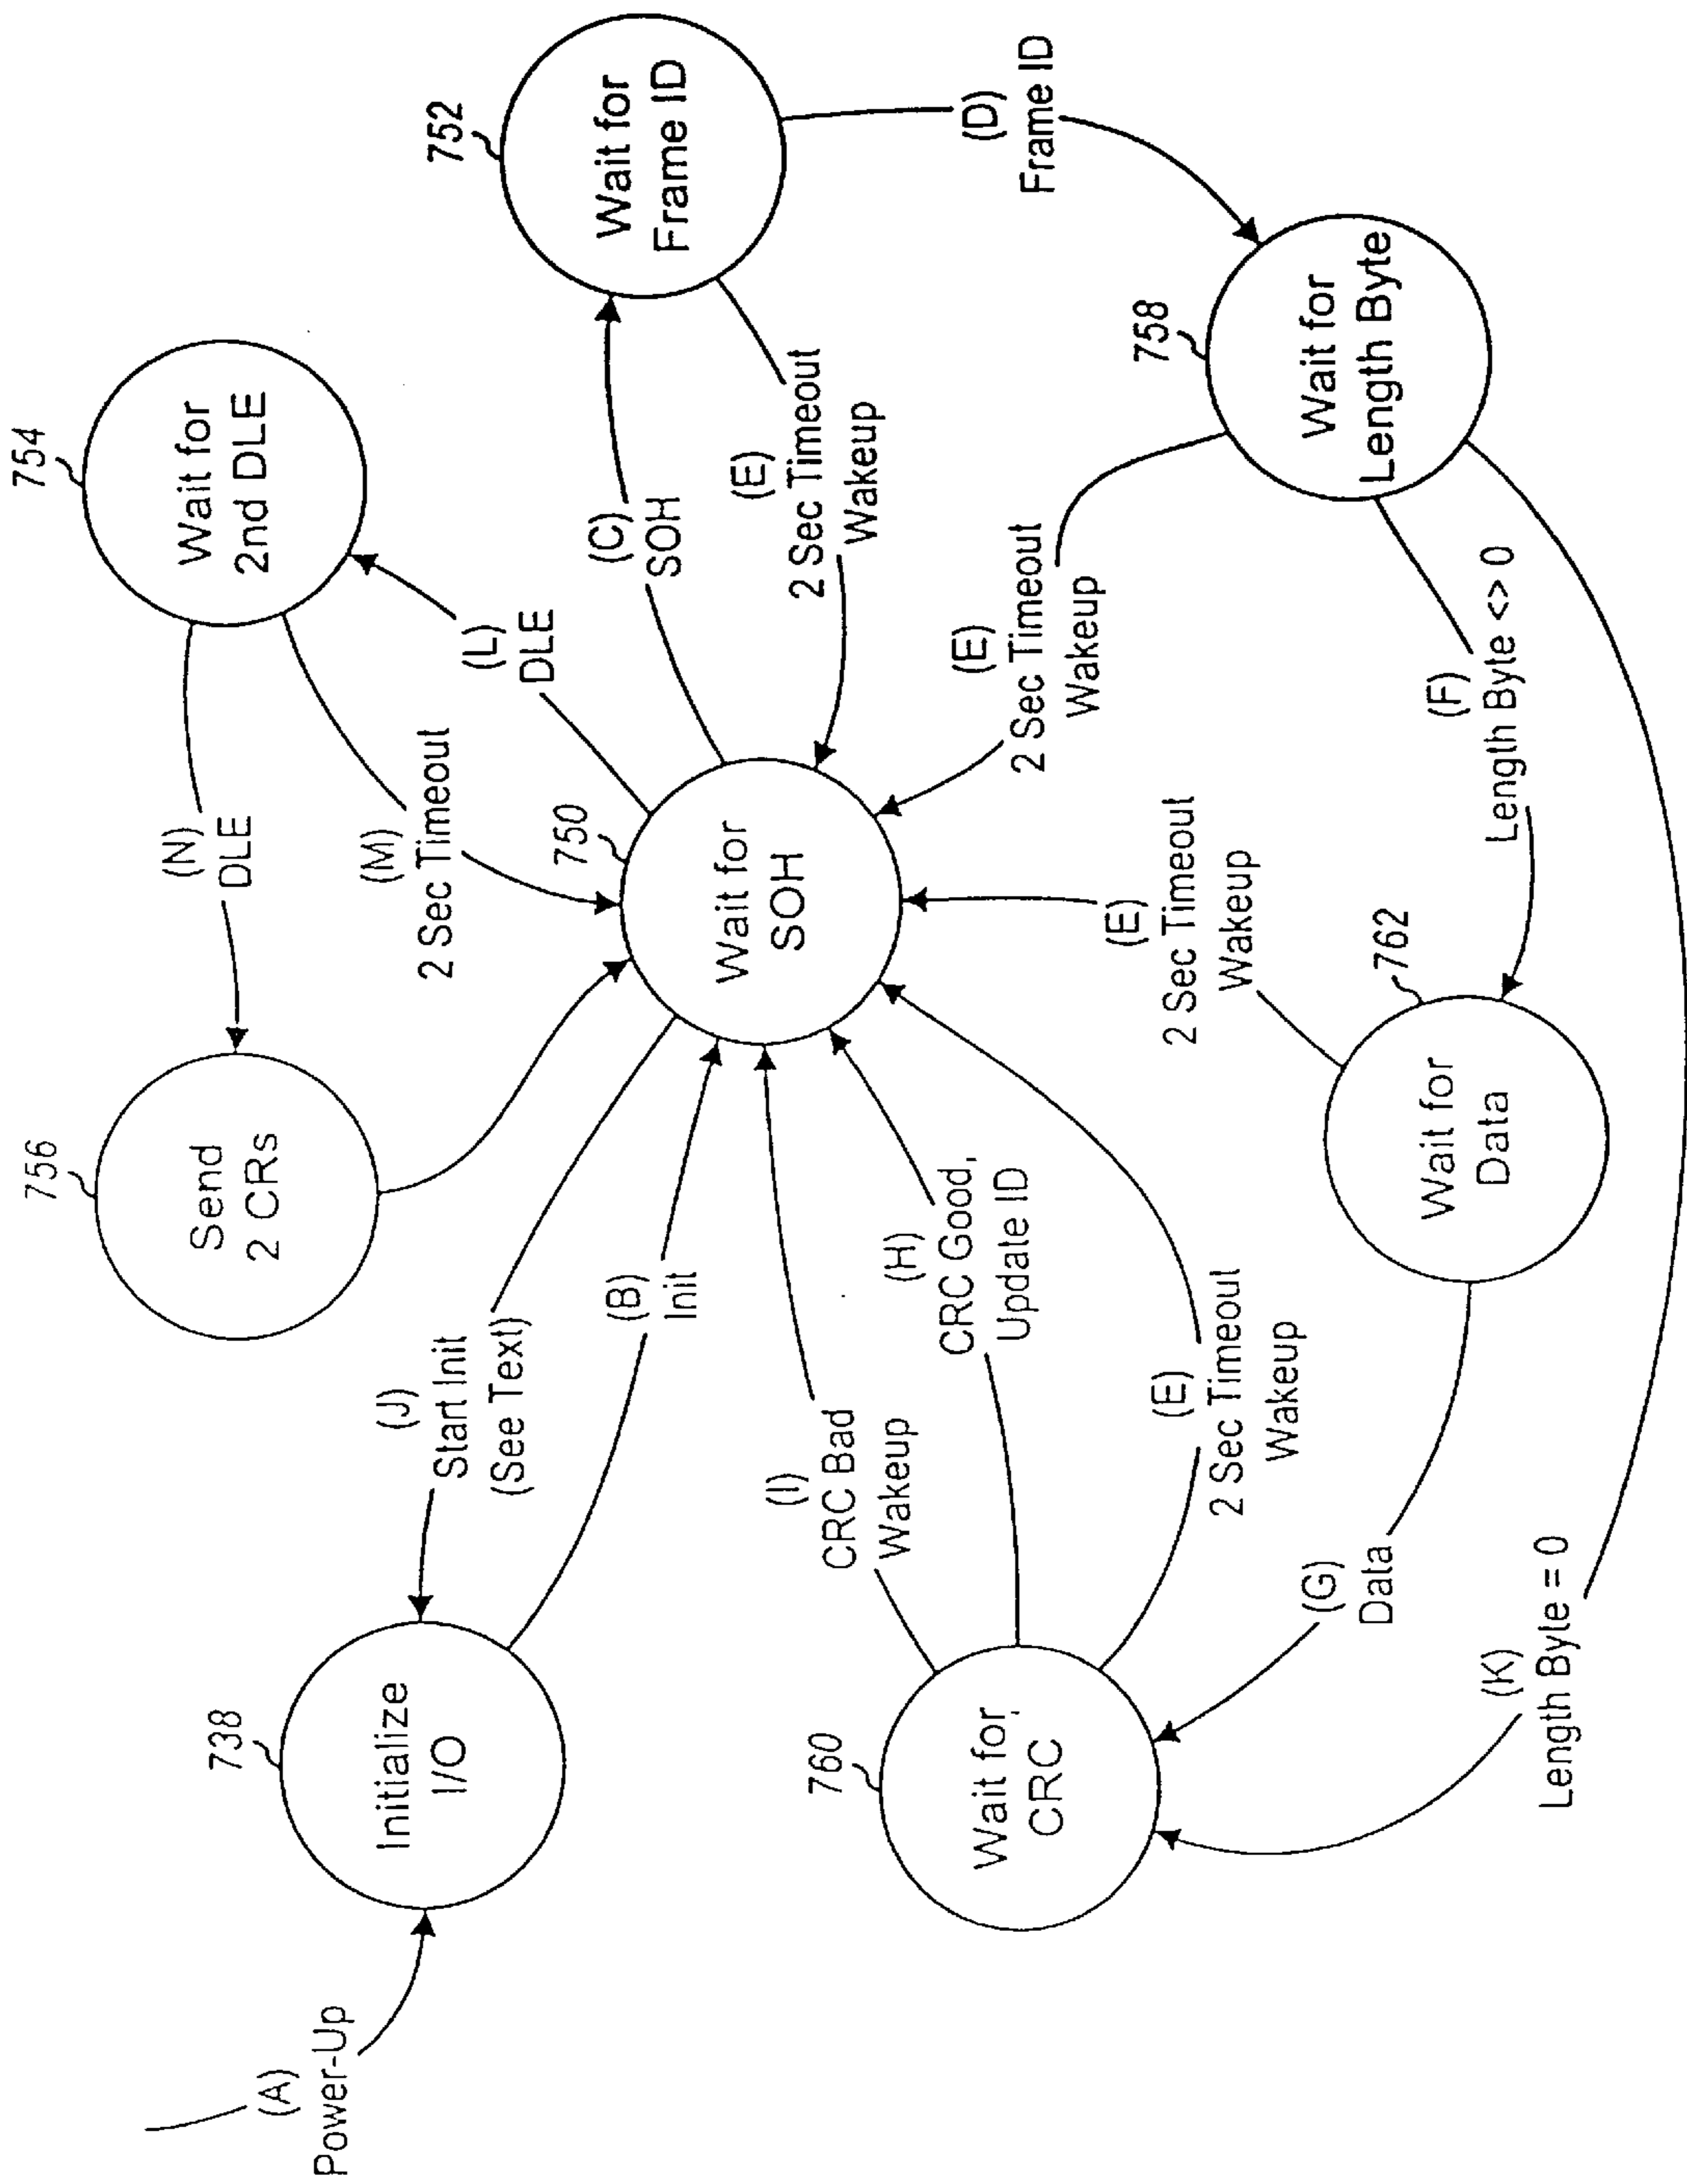 (A)
Power-Up
738
Initialize
I/O
(J)
Start Init
(See Text)
(B)
Init
756
Send
2 CRs
(N)
DLE
(M)
2 Sec Timeout
754
Wait for
2nd DLE
(L)
DLE
750
Wait for
SOH
(C)
SOH
(E)
2 Sec Timeout
Wakeup
752
Wait for
Frame ID
(D)
Frame ID
760
Wait for
CRC
(I)
CRC Bad
Wakeup
(H)
CRC Good,
Update ID
(E)
2 Sec Timeout
Wakeup
(E)
2 Sec Timeout
Wakeup
(E)
2 Sec Timeout
Wakeup
758
Wait for
Length Byte
(G)
Data
762
Wait for
Data
(F)
Length Byte <> 0
(K)
Length Byte = 0